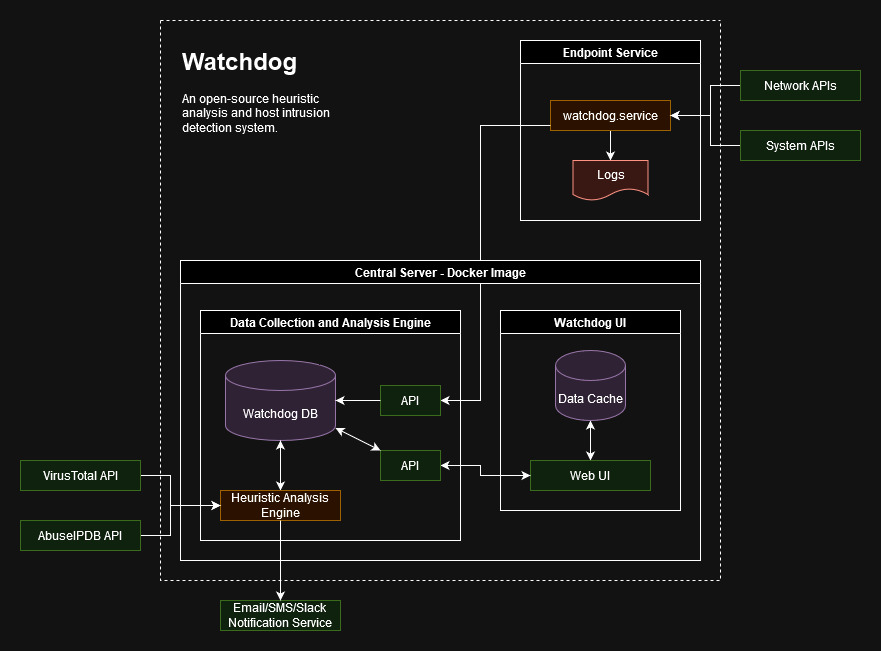 Watchdog
An open-source heuristic
analysis and host intrusion
detection system.
Endpoint Service
watchdog.service
Logs
Network APIs
System APIs
Central Server - Docker Image
Data Collection and Analysis Engine
Watchdog DB
API
API
Heuristic Analysis
Engine
Watchdog UI
Data Cache
Web UI
VirusTotal API
AbuseIPDB API
Email/SMS/Slack
Notification Service